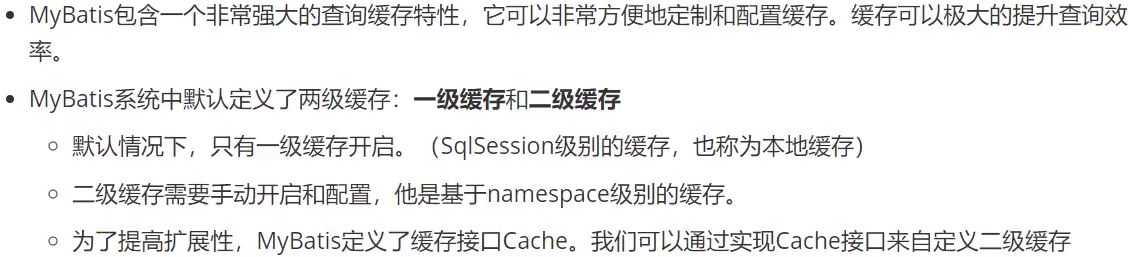 MyBatis包含一个非常强大的查询缓存特性，它可以非常方便地定制和配置缓存。缓存可以极大的提升查询效
率。
MyBatis系统中默认定义了两级缓存：一级缓存和二级缓存
默认情况下，只有一级缓存开启。（SqlSession级别的缓存，也称为本地缓存）
二级缓存需要手动开启和配置，他是基于namespace级别的缓存。
为了提高扩展性，MyBatis定义了缓存接口Cache。我们可以通过实现Cache接口来自定义二级缓存